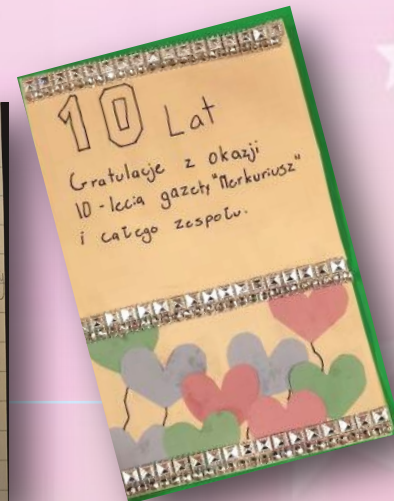 10 Lat
Gratulacje z okazji
10-lecia gazety "Merkuriusz"
i całego zespołu.